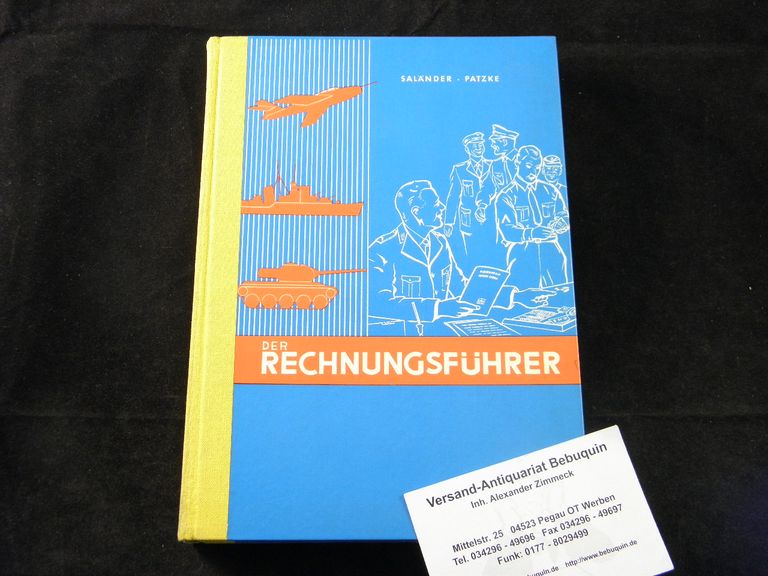 SALÄNDER · PATZKE
DER
RECHNUNGSFÜHRER
Versand-Antiquariat Bebuquin
Inh. Alexander Zimmeck
Mittelstr. 25 04523 Pegau OT Werben
Tel. 034296 - 49696 Fax 034296 - 49697
Funk: 0177 - 8029499
http://www.bebuquin.de